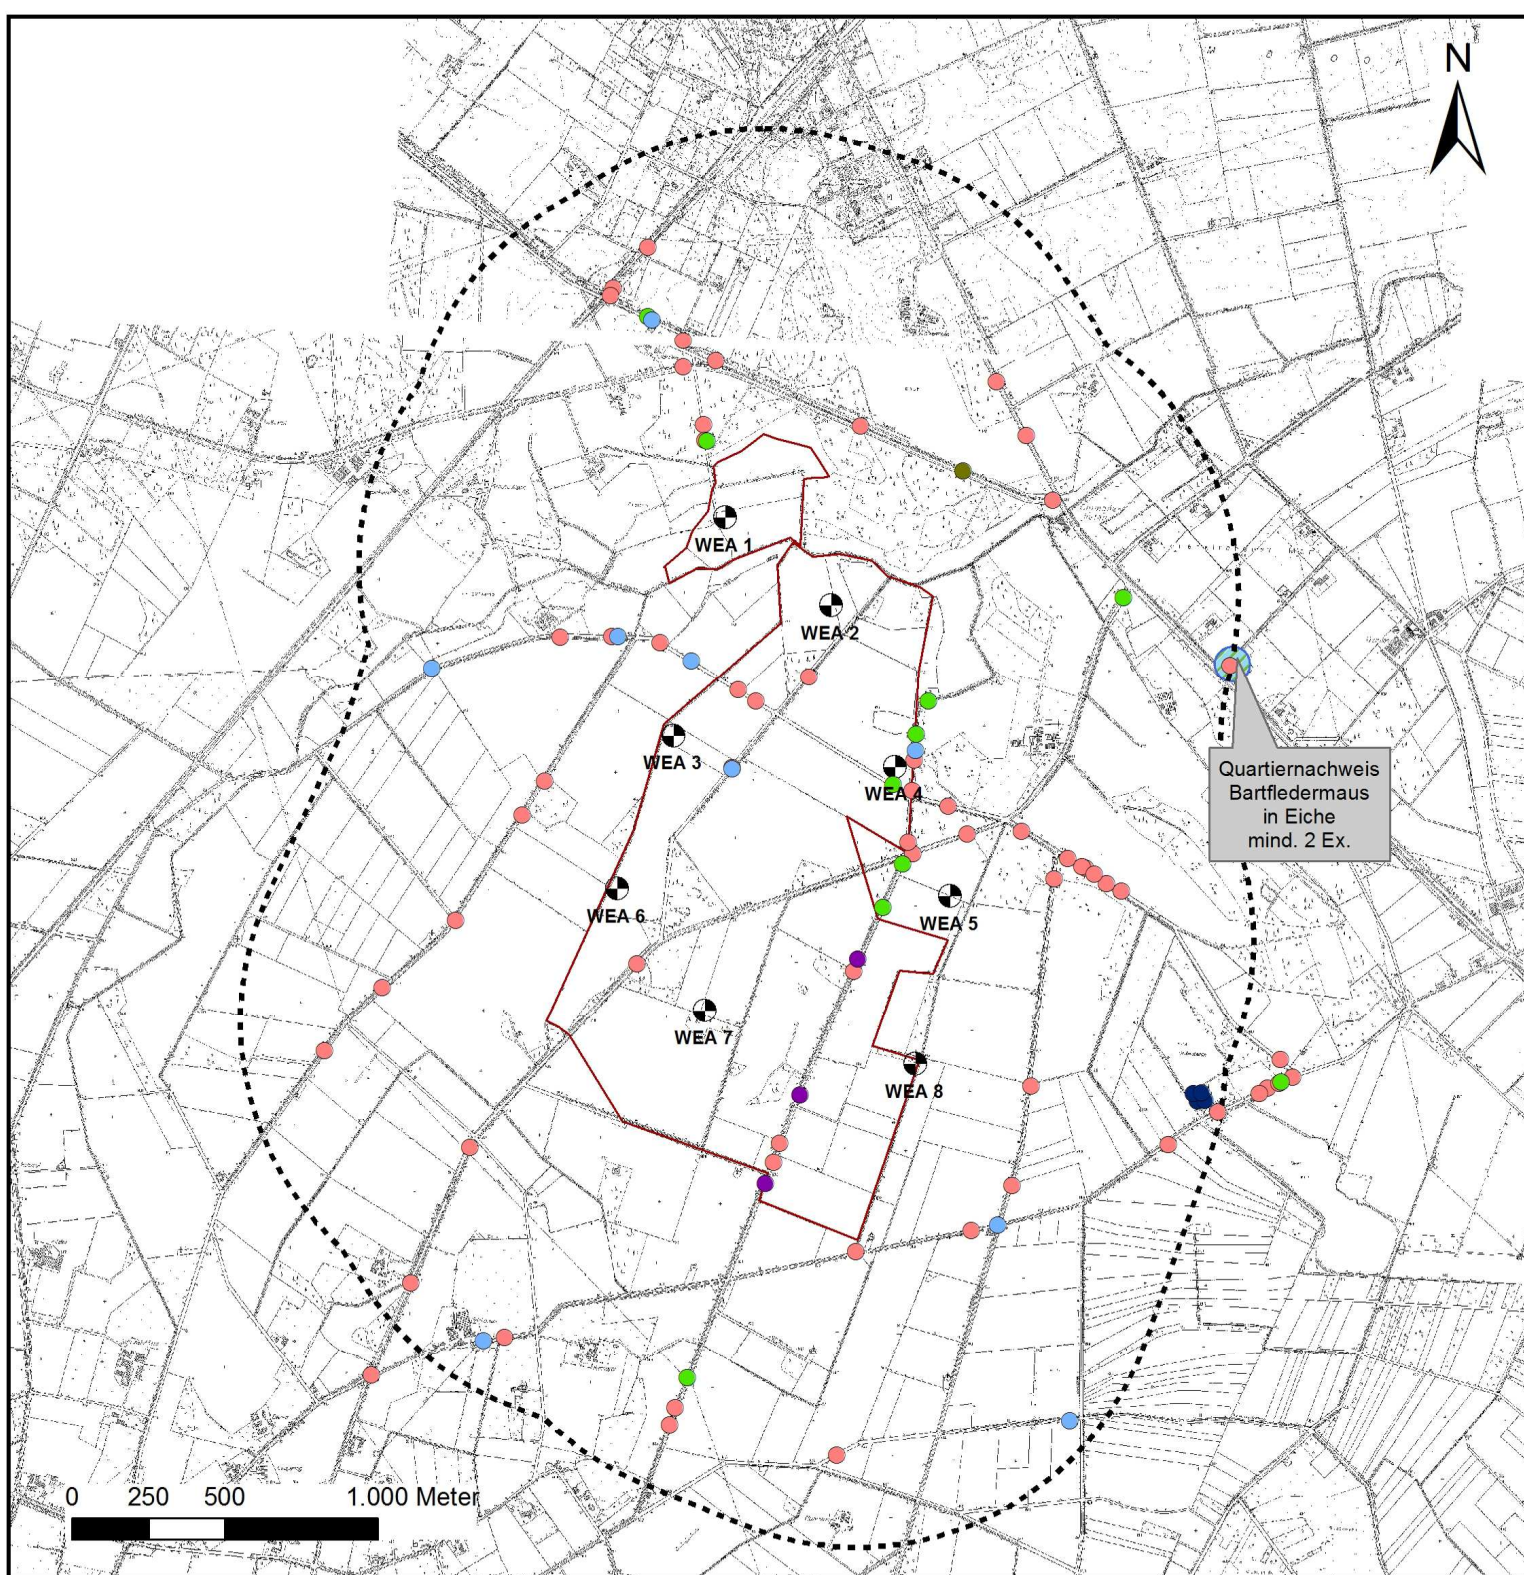 N
WEA 1
WEA 2
WEA 3
WEA 4
Quartiernachweis
Bartfledermaus
in Eiche
mind. 2 Ex.
WEA 6
WEA 5
WEA 7
WEA 8
0 250 500 1.000 Meter